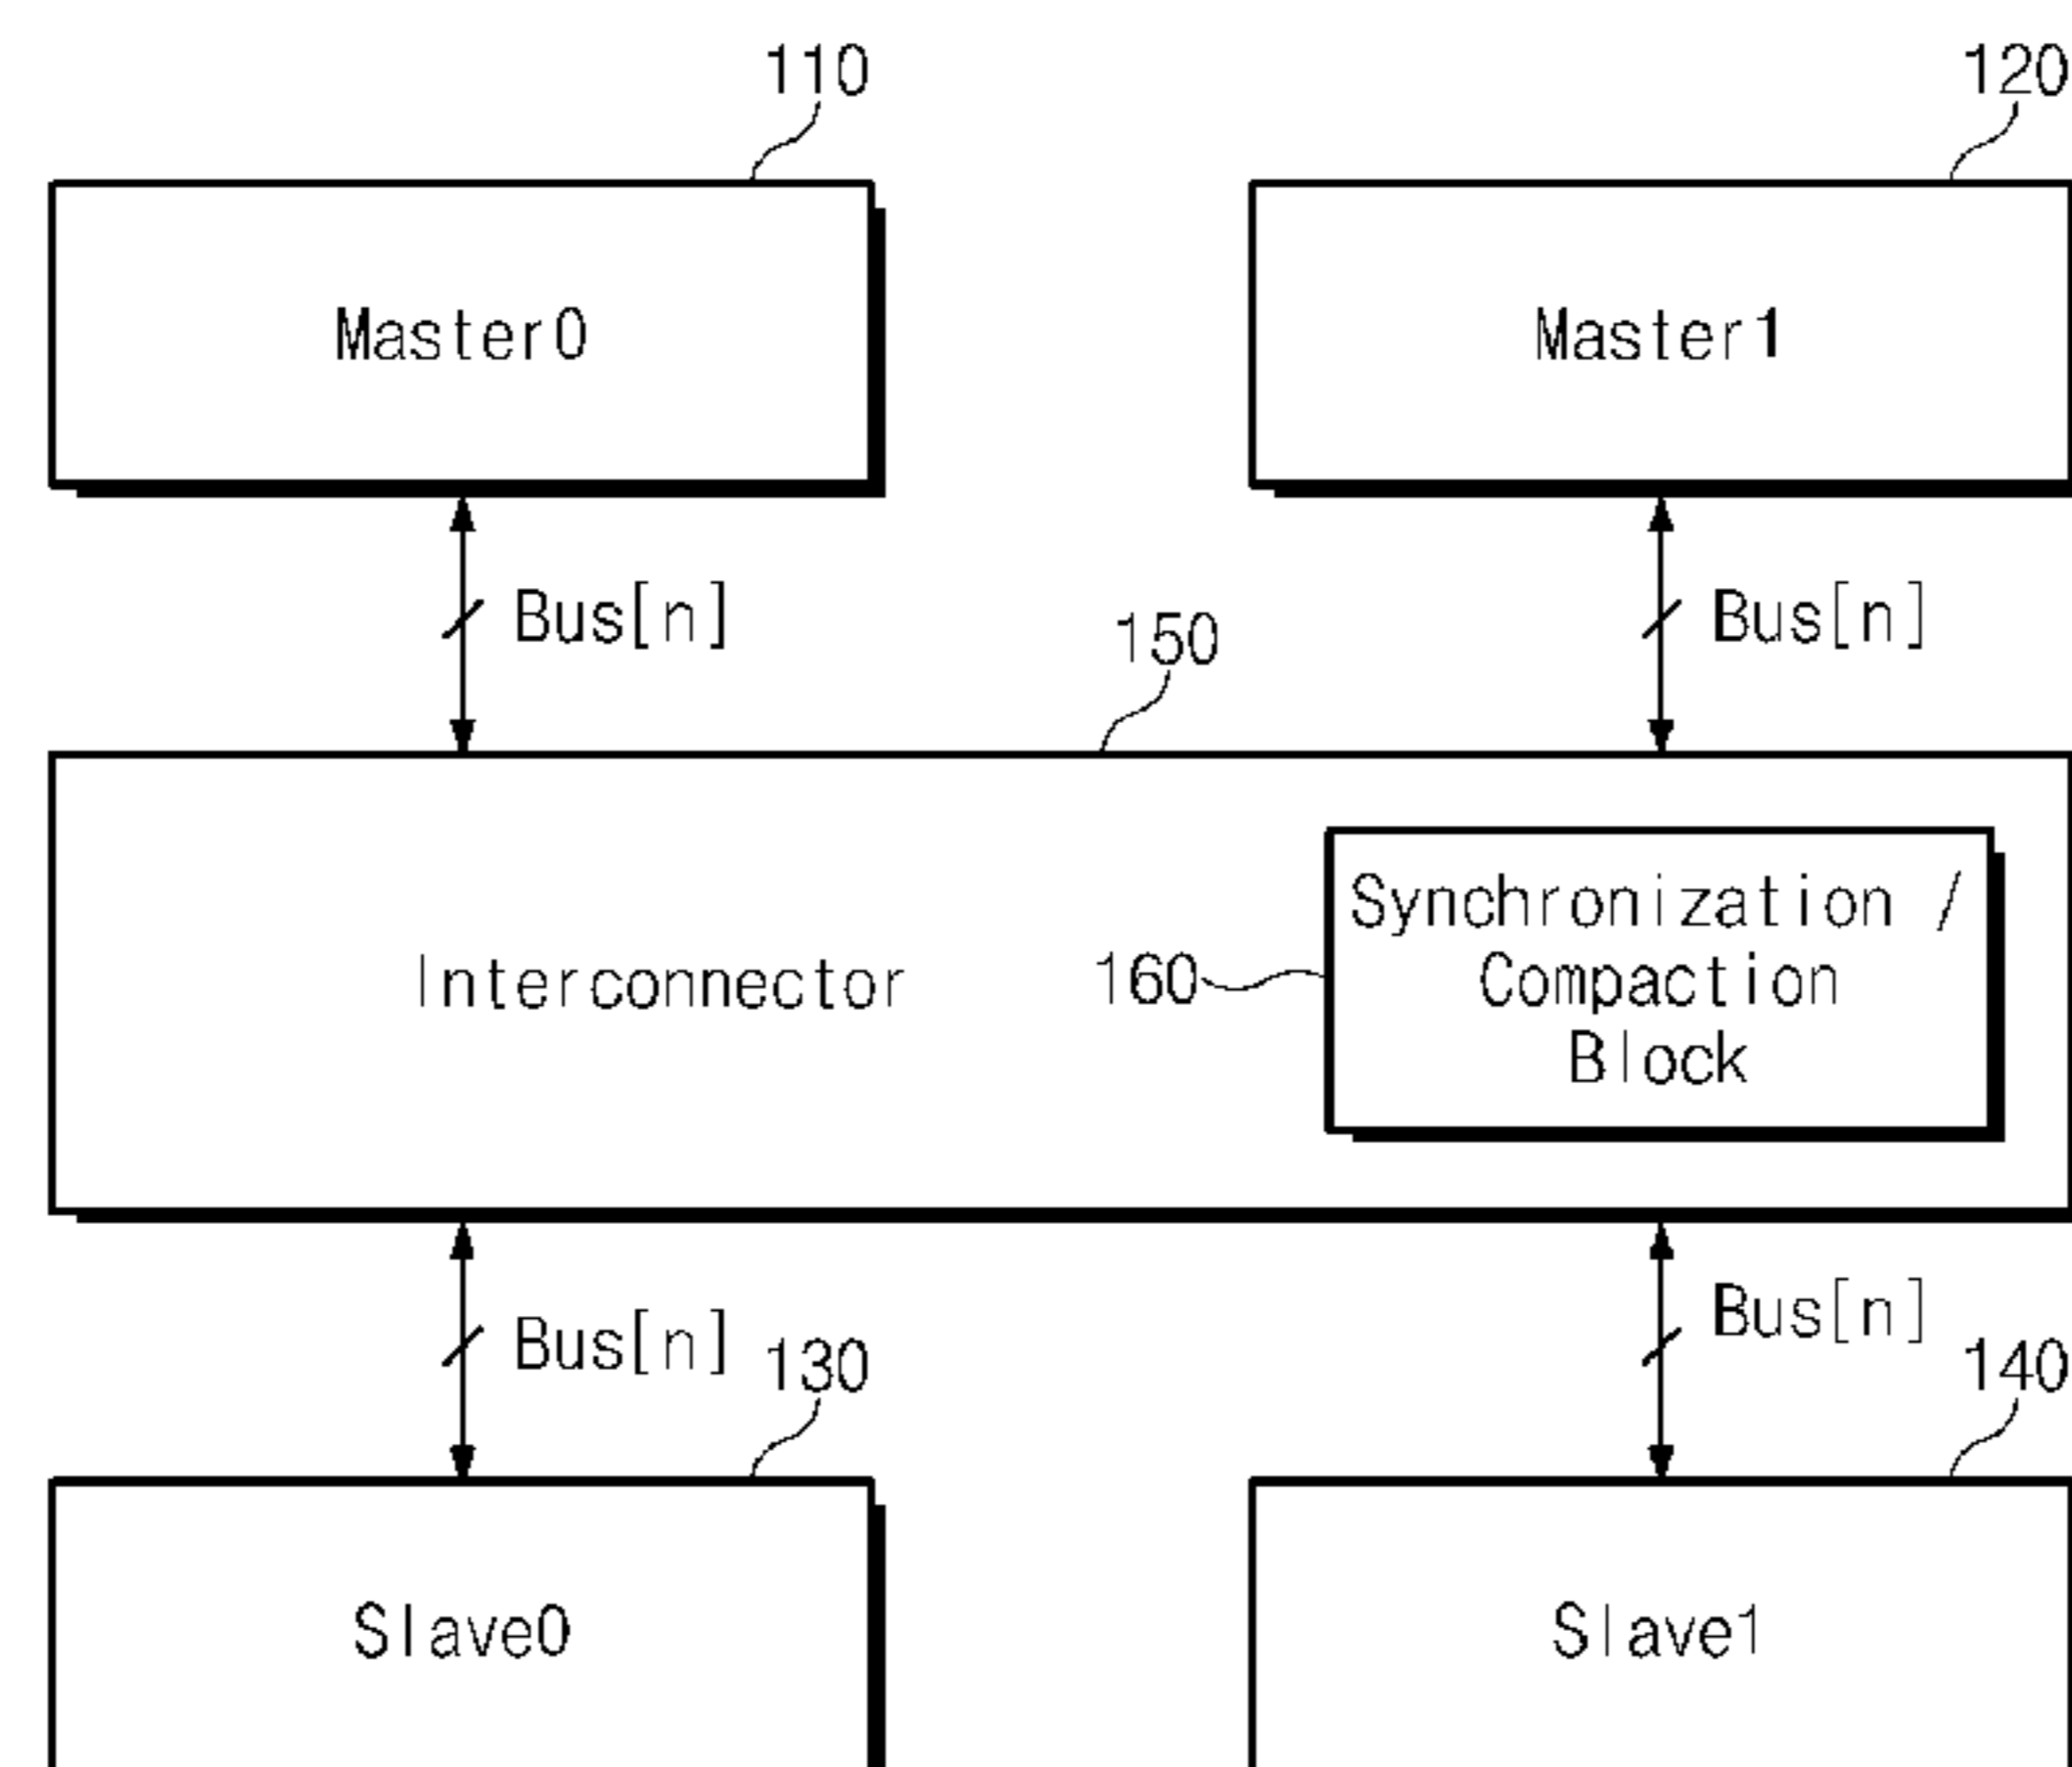 110
120
Master0
Master1
Bus[n]
Bus[n]
150
Interconnector
160
Synchronization /
Compaction
Block
Bus[n]
Bus[n]
130
140
Slave0
Slave1